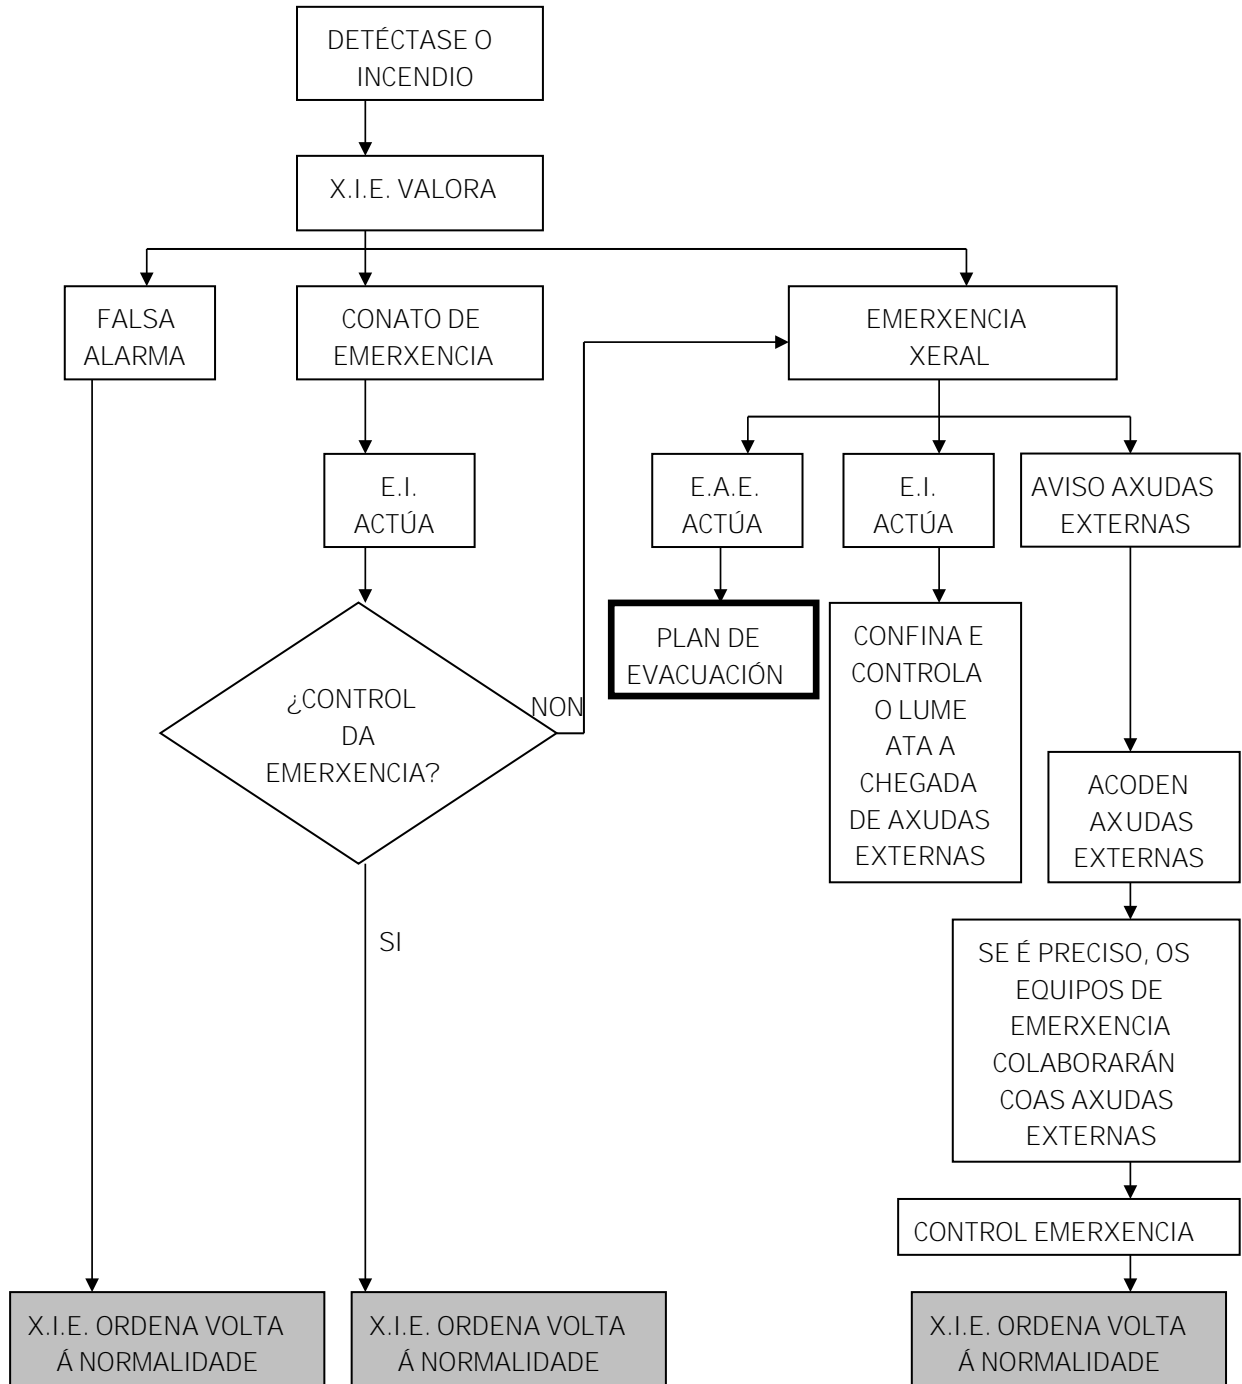 DETÉCTASE O
INCENDIO
X.I.E. VALORA
FALSA
ALARMA
CONATO DE
EMERXENCIA
EMERXENCIA
XERAL
E.I.
ACTÚA
E.A.E.
ACTÚA
E.I.
ACTÚA
AVISO AXUDAS
EXTERNAS
¿CONTROL
DA
EMERXENCIA?
NON
SI
PLAN DE
EVACUACIÓN
CONFINA E
CONTROLA
O LUME
ATA A
CHEGADA
DE AXUDAS
EXTERNAS
ACODEN
AXUDAS
EXTERNAS
SE É PRECISO, OS
EQUIPOS DE
EMERXENCIA
COLABORARÁN
COAS AXUDAS
EXTERNAS
CONTROL EMERXENCIA
X.I.E. ORDENA VOLTA
Á NORMALIDADE
X.I.E. ORDENA VOLTA
Á NORMALIDADE
X.I.E. ORDENA VOLTA
Á NORMALIDADE